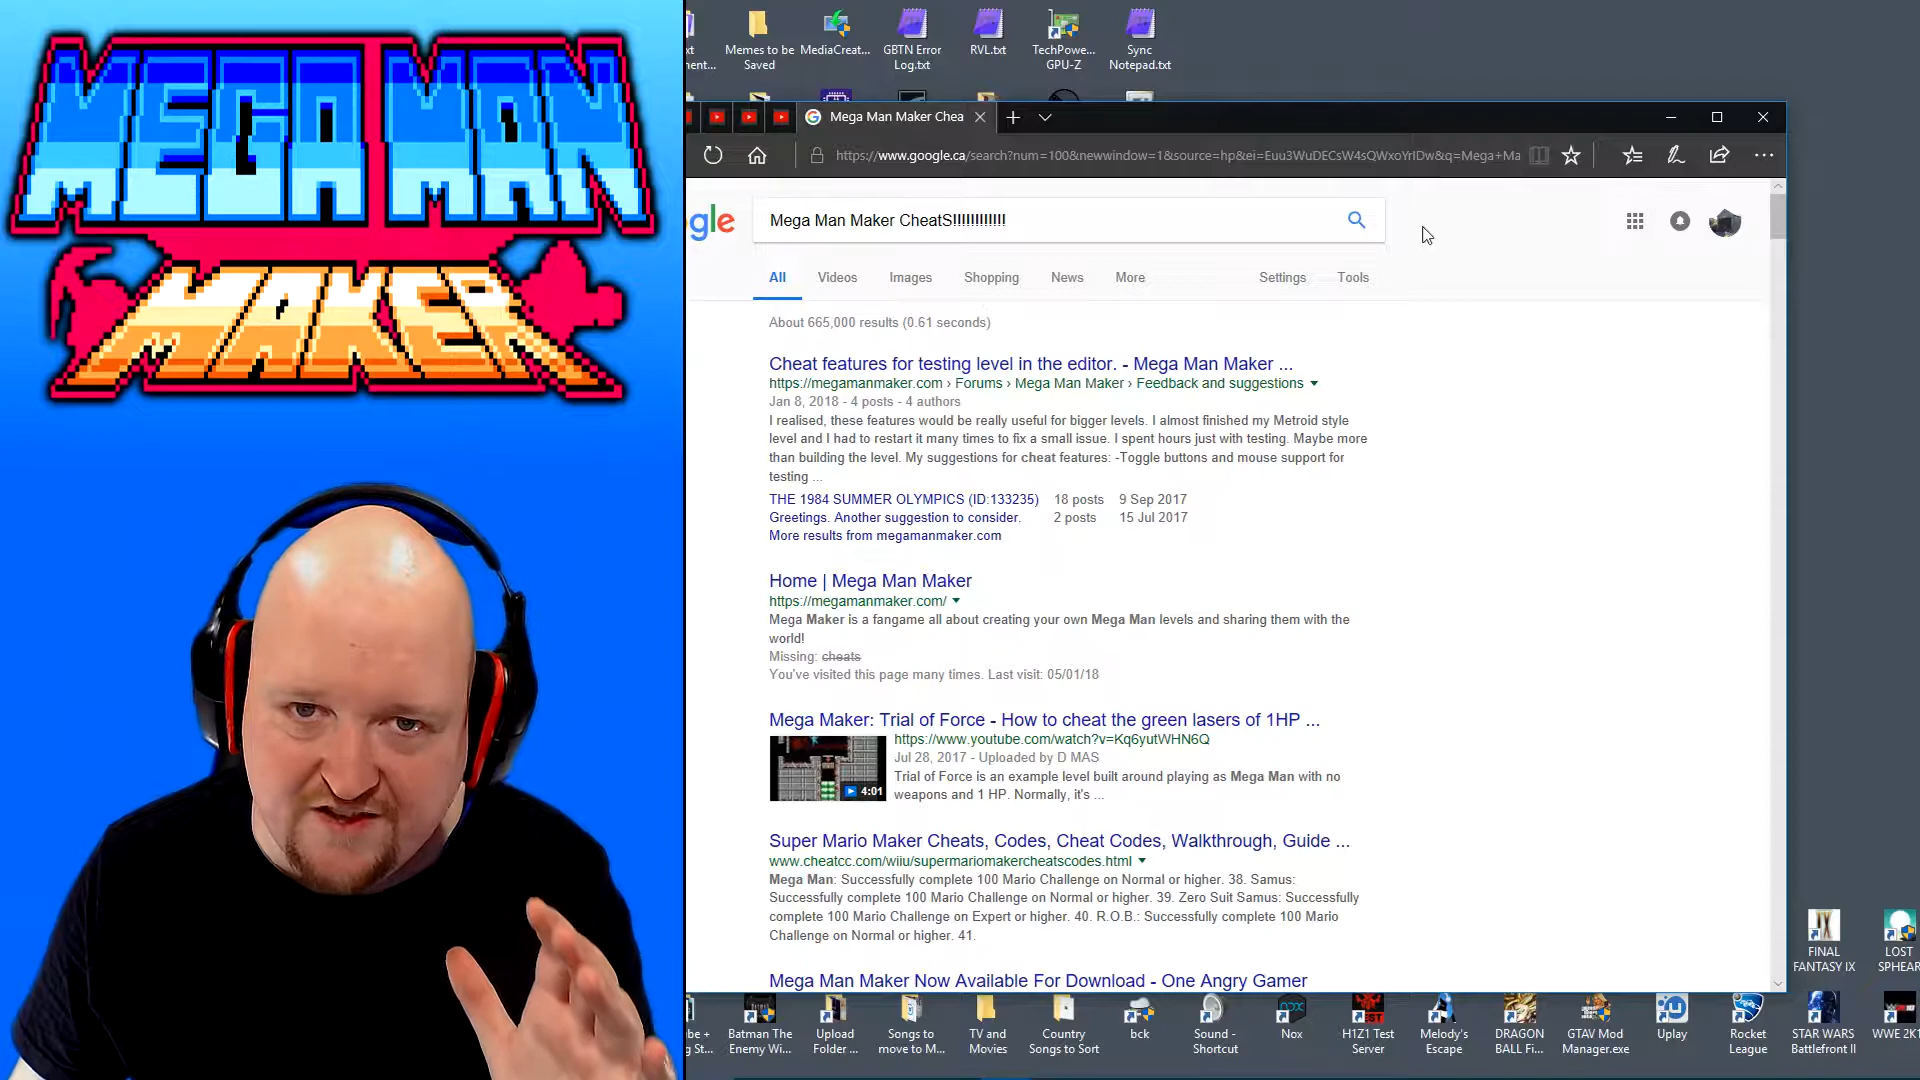 MEGA MAN
MAKER
Memes to be
Saved
MediaCreat...
GBTN Error
Log.txt
RVL.txt
TechPowe...
GPU-Z
Sync
Notepad.txt
Mega Man Maker Chea
https://www.google.ca/search?num=100&newwindow=1&source=hp&ei=Euu3WuDECsW4sQWxoYrIDw&q=Mega+Ma
gle
Mega Man Maker CheatS!!!!!!!!!!!!
All Videos Images Shopping News More Settings Tools
About 665,000 results (0.61 seconds)
Cheat features for testing level in the editor. - Mega Man Maker ...
https://megamanmaker.com › Forums › Mega Man Maker › Feedback and suggestions
Jan 8, 2018 - 4 posts - 4 authors
I realised, these features would be really useful for bigger levels. I almost finished my Metroid style
level and I had to restart it many times to fix a small issue. I spent hours just with testing. Maybe more
than building the level. My suggestions for cheat features: -Toggle buttons and mouse support for
testing ...
THE 1984 SUMMER OLYMPICS (ID:133235) 18 posts 9 Sep 2017
Greetings. Another suggestion to consider. 2 posts 15 Jul 2017
More results from megamanmaker.com
Home | Mega Man Maker
https://megamanmaker.com/
Mega Maker is a fangame all about creating your own Mega Man levels and sharing them with the
world!
Missing: cheats
You've visited this page many times. Last visit: 05/01/18
Mega Maker: Trial of Force - How to cheat the green lasers of 1HP ...
https://www.youtube.com/watch?v=Kq6yutWHN6Q
Jul 28, 2017 - Uploaded by D MAS
Trial of Force is an example level built around playing as Mega Man with no
weapons and 1 HP. Normally, it's ...
4:01
Super Mario Maker Cheats, Codes, Cheat Codes, Walkthrough, Guide ...
www.cheatcc.com/wiiu/supermariomakercheatscodes.html
Mega Man: Successfully complete 100 Mario Challenge on Normal or higher. 38. Samus:
Successfully complete 100 Mario Challenge on Normal or higher. 39. Zero Suit Samus: Successfully
complete 100 Mario Challenge on Expert or higher. 40. R.O.B.: Successfully complete 100 Mario
Challenge on Normal or higher. 41.
Mega Man Maker Now Available For Download - One Angry Gamer
FINAL
FANTASY IX
LOST
SPHEAR
Batman The
Enemy Wi...
Upload
Folder ...
Songs to
move to M...
TV and
Movies
Country
Songs to Sort
bck
Sound -
Shortcut
Nox
H1Z1 Test
Server
Melody's
Escape
DRAGON
BALL Fi...
GTAV Mod
Manager.exe
Uplay
Rocket
League
STAR WARS
Battlefront II
WWE 2K1